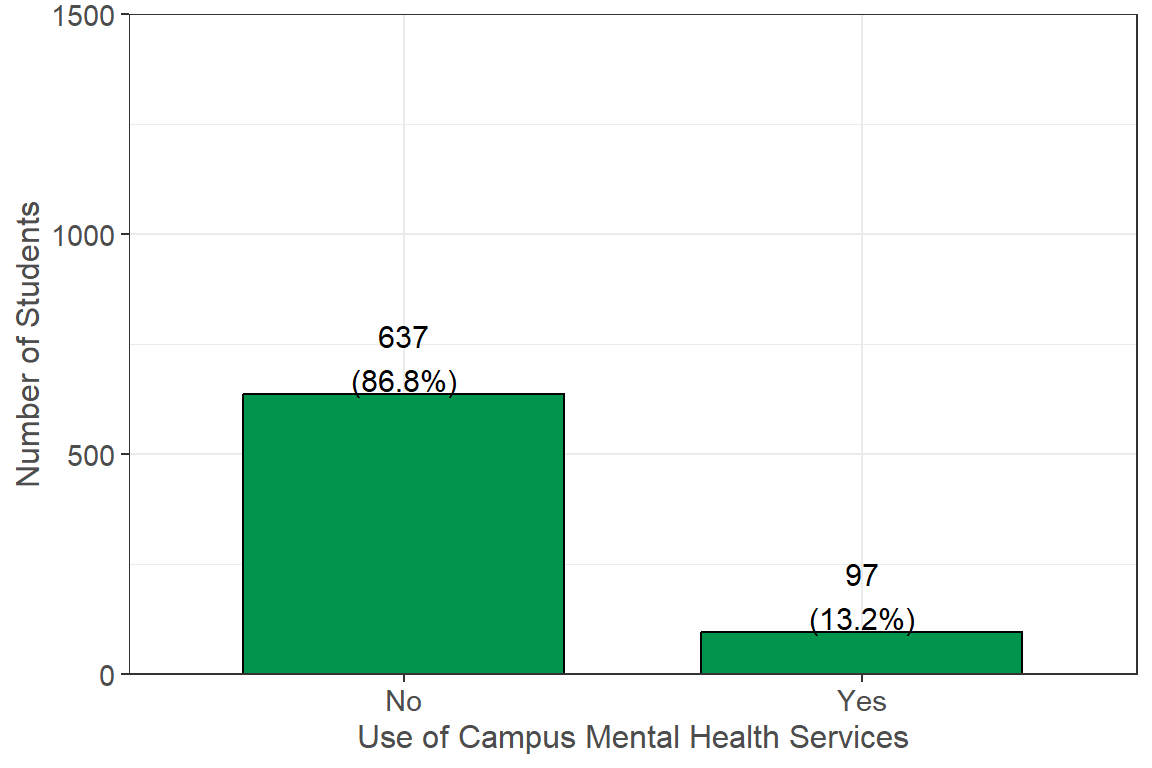 Number of Students
1500
1000
500
0
637
(86.8%)
97
(13.2%)
No
Yes
Use of Campus Mental Health Services